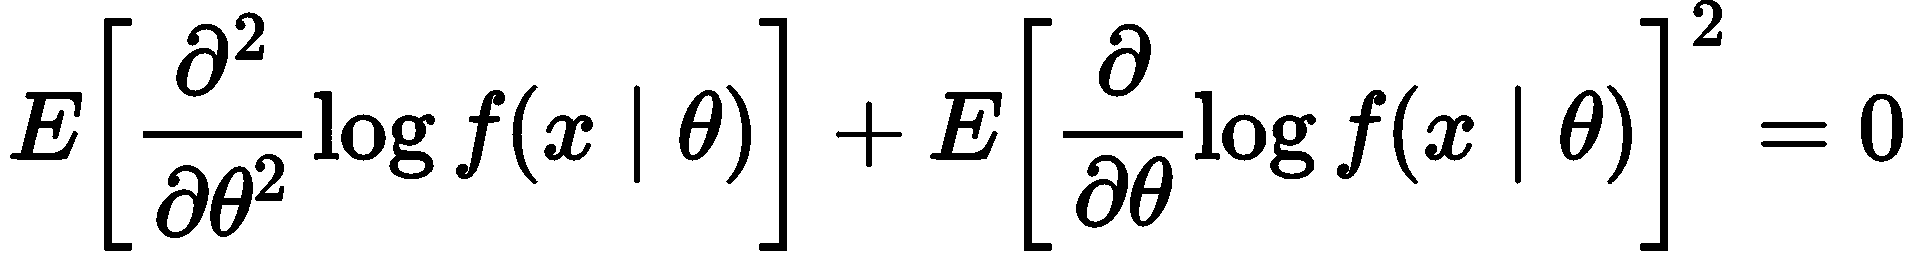 E[∂²/∂θ² log f(x | θ)] + E[∂/∂θ log f(x | θ)]² = 0